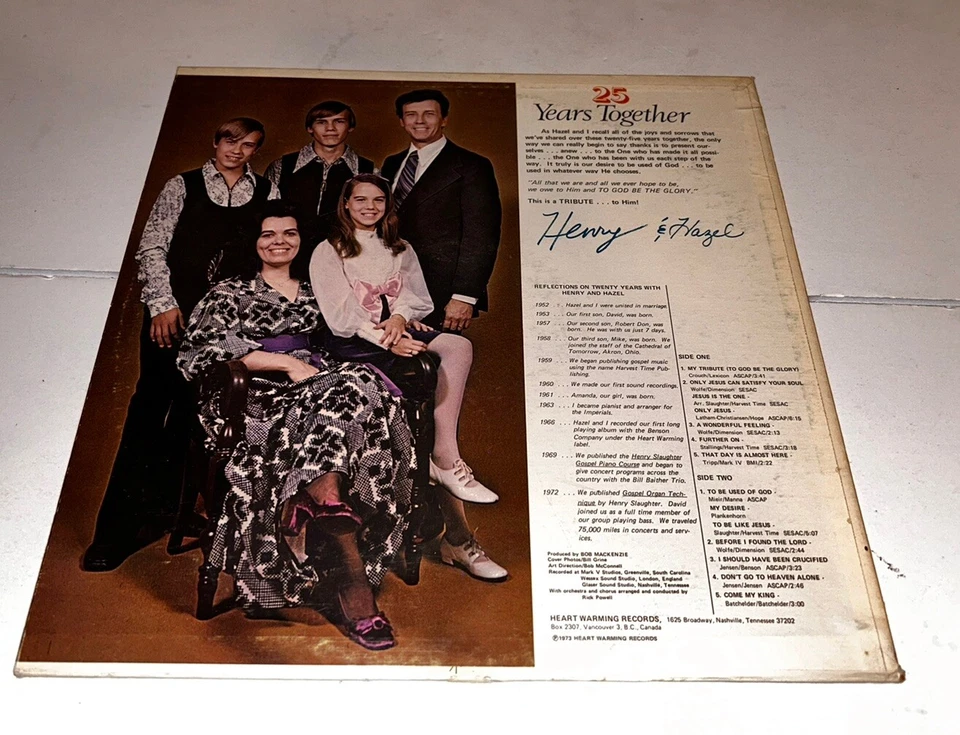 25
Years Together
As Hazel and I recall all of the joys and sorrows that
we've shared over these twenty-five years together, the only
way we can really begin to say thanks is to present our-
selves . . . anew . . . to the One who has made it all possi-
ble . . . the One who has been with us each step of the
way. It truly is our desire to be used of God . . . to be
used in whatever way He chooses.
"All that we are and all we ever hope to be,
we owe to Him and TO GOD BE THE GLORY."
This is a TRIBUTE . . . to Him!
Henry & Hazel
REFLECTIONS ON TWENTY YEARS WITH
HENRY AND HAZEL
1952 . . . Hazel and I were united in marriage
1953 . . . Our first son, David, was born.
1957 . . . Our second son, Robert Don, was
born. He was with us just 7 days.
1958 . . . Our third son, Mike, was born. We
joined the staff of the Cathedral of
Tomorrow, Akron, Ohio.
1959 . . . We began publishing gospel music
using the name Harvest Time Pub-
lishing.
1960 . . . We made our first sound recordings.
1961 . . . Amanda, our girl, was born.
1963 . . . I became pianist and arranger for
the Imperials.
1966 . . . Hazel and I recorded our first long
playing album with the Benson
Company under the Heart Warming
label.
1969 . . . We published the Henry Slaughter
Gospel Piano Course and began to
give concert programs across the
country with the Bill Gaither Trio.
1972 . . . We published Gospel Organ Tech-
nique by Henry Slaughter. David
joined us as a full time member of
our group playing bass. We traveled
75,000 miles in concerts and serv-
ices.
Produced by BOB MACKENZIE
Cover Photos/Bill Grine
Art Direction/Bob McConnell
Recorded at Mark V Studios, Greenville, South Carolina
Wessex Sound Studio, London, England
Glaser Sound Studio, Nashville, Tennessee
With orchestra and chorus arranged and conducted by
Rick Powell
SIDE ONE
1. MY TRIBUTE (TO GOD BE THE GLORY)
Crouch/Lexicon ASCAP/3:41
2. ONLY JESUS CAN SATISFY YOUR SOUL
Wolfe/Dimension SESAC
JESUS IS THE ONE -
Arr. Slaughter/Harvest Time SESAC
ONLY JESUS -
Latham-Christiansen/Hope ASCAP/6:15
3. A WONDERFUL FEELING -
Wolfe/Dimension SESAC/2:13
4. FURTHER ON -
Stallings/Harvest Time SESAC/3:18
5. THAT DAY IS ALMOST HERE -
Tripp/Mark IV BMI/2:22
SIDE TWO
1. TO BE USED OF GOD -
Misir/Manna ASCAP
MY DESIRE -
Plankenhorn
TO BE LIKE JESUS -
Slaughter/Harvest Time SESAC/5:07
2. BEFORE I FOUND THE LORD -
Wolfe/Dimension SESAC/2:44
3. I SHOULD HAVE BEEN CRUCIFIED
Jensen/Benson ASCAP/3:23
4. DON'T GO TO HEAVEN ALONE -
Jensen/Jensen ASCAP/2:46
5. COME MY KING -
Batchelder/Batchelder/3:00
HEART WARMING RECORDS, 1625 Broadway, Nashville, Tennessee 37202
Box 2307, Vancouver 3, B.C., Canada
Ⓟ1973 HEART WARMING RECORDS